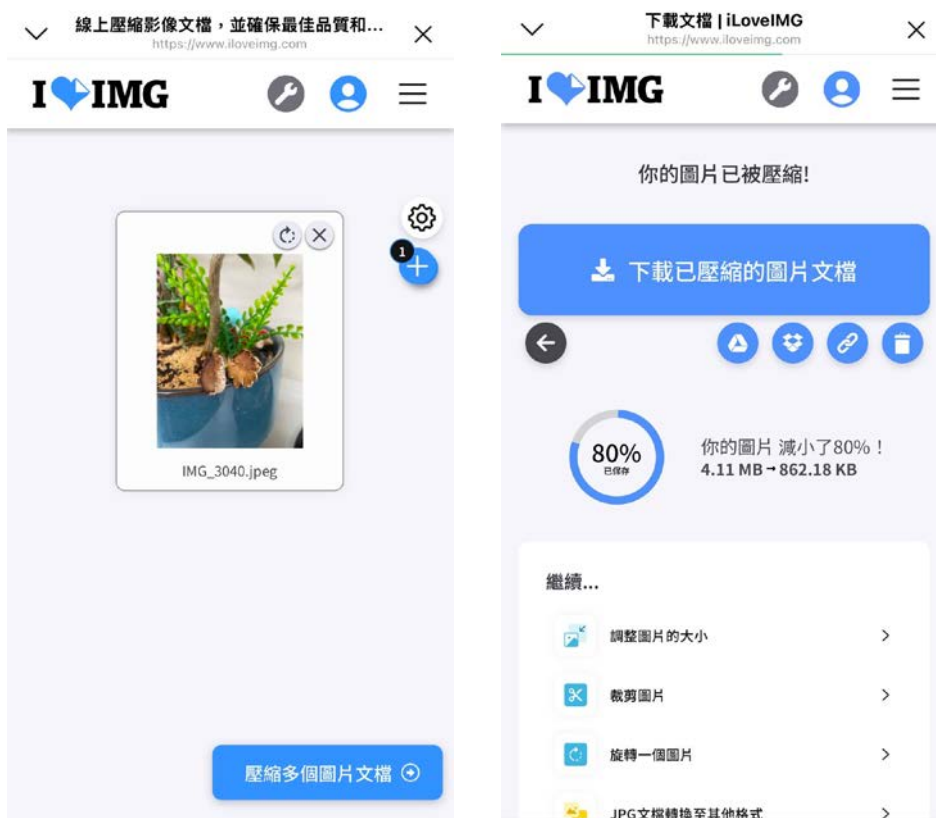 線上壓縮影像文檔，並確保最佳品質和...
https://www.iloveimg.com
I IMG
1
IMG_3040.jpeg
壓縮多個圖片文檔
下載文檔 | iLoveIMG
https://www.iloveimg.com
I IMG
你的圖片已被壓縮!
下載已壓縮的圖片文檔
80%
已保存
你的圖片 減小了80%！
4.11 MB → 862.18 KB
繼續...
調整圖片的大小
裁剪圖片
旋轉一個圖片
JPG文檔轉換至其他格式